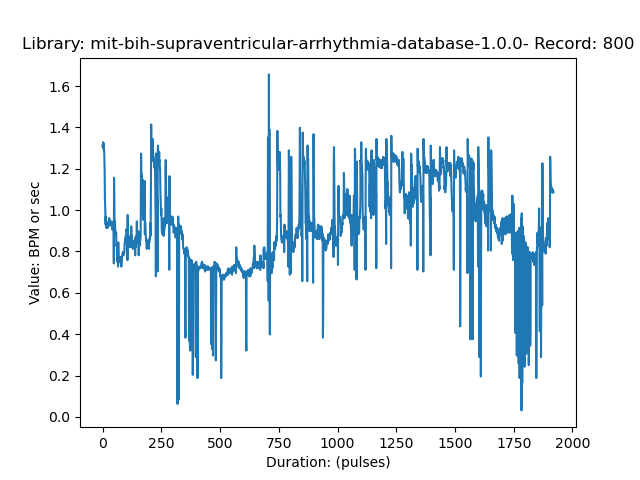 Library: mit-bih-supraventricular-arrhythmia-database-1.0.0- Record: 800
Value: BPM or sec
1.6
1.4
1.2
1.0
0.8
0.6
0.4
0.2
0.0
0 250 500 750 1000 1250 1500 1750 2000
Duration: (pulses)